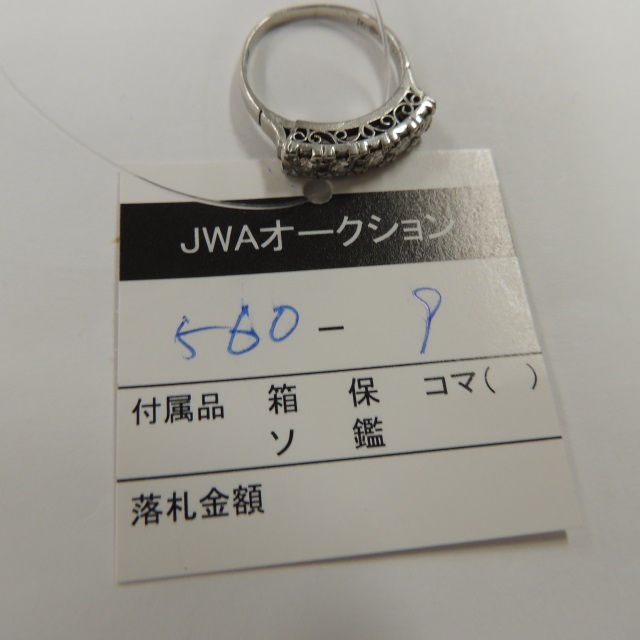 JWAオークション
560-9
付属品 箱 保 コマ( )
ソ 鑑
落札金額